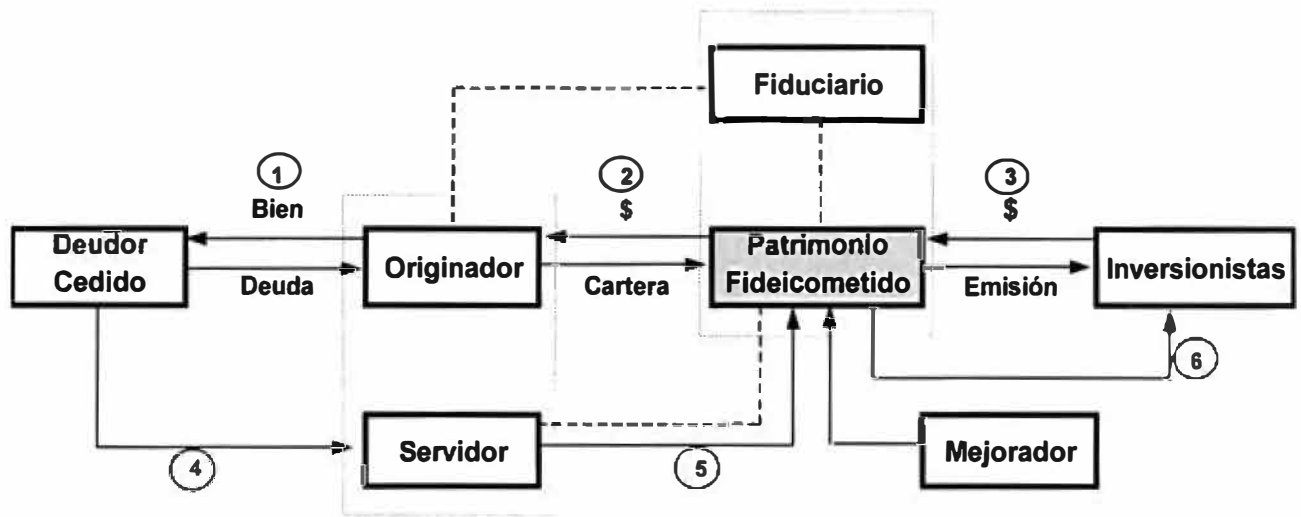 Fiduciario
1
Bien
2
$
3
$
Deudor
Cedido
Deuda
Originador
Cartera
Patrimonio
Fideicometido
Emisión
Inversionistas
6
Servidor
4
5
Mejorador